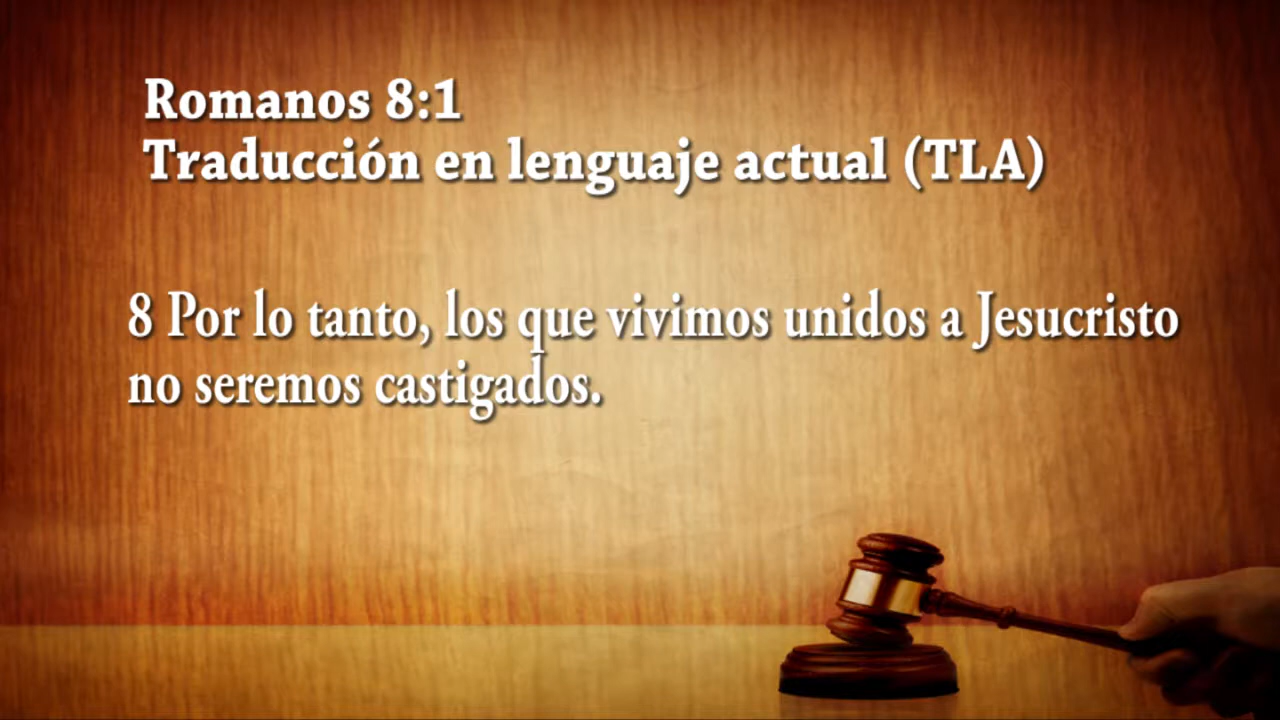 Romanos 8:1
Traducción en lenguaje actual (TLA)
8 Por lo tanto, los que vivimos unidos a Jesucristo
no seremos castigados.